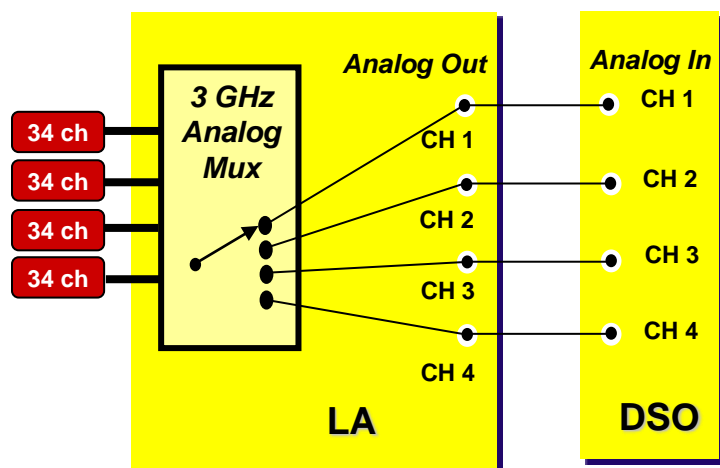 Analog Out
Analog In
3 GHz
Analog
Mux
34 ch
34 ch
34 ch
34 ch
CH 1
CH 2
CH 3
CH 4
CH 1
CH 2
CH 3
CH 4
LA
DSO